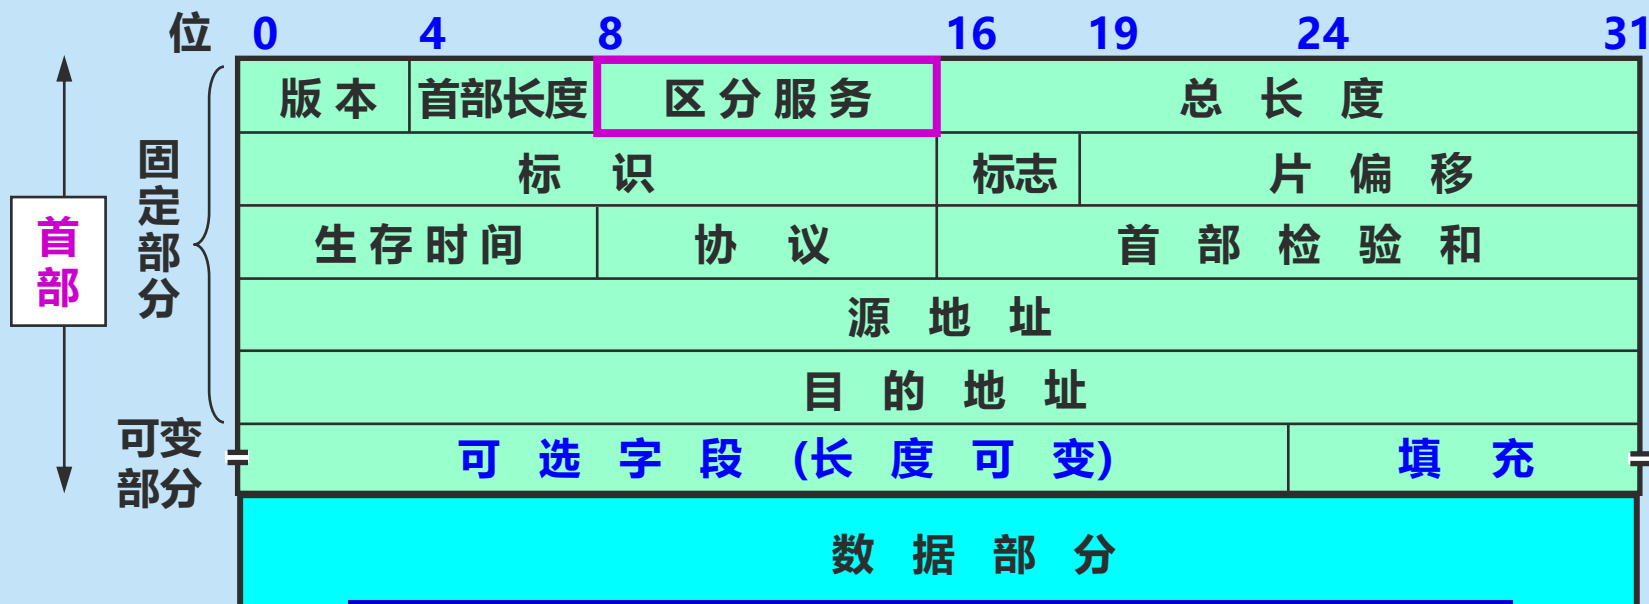 位 0 4 8 16 19 24 31
版本 首部长度 区分服务 总长度
标识 标志 片偏移
生存时间 协议 首部检验和
源地址
目的地址
可选字段 (长度可变) 填充
数据部分
首部
固定部分
可变
部分